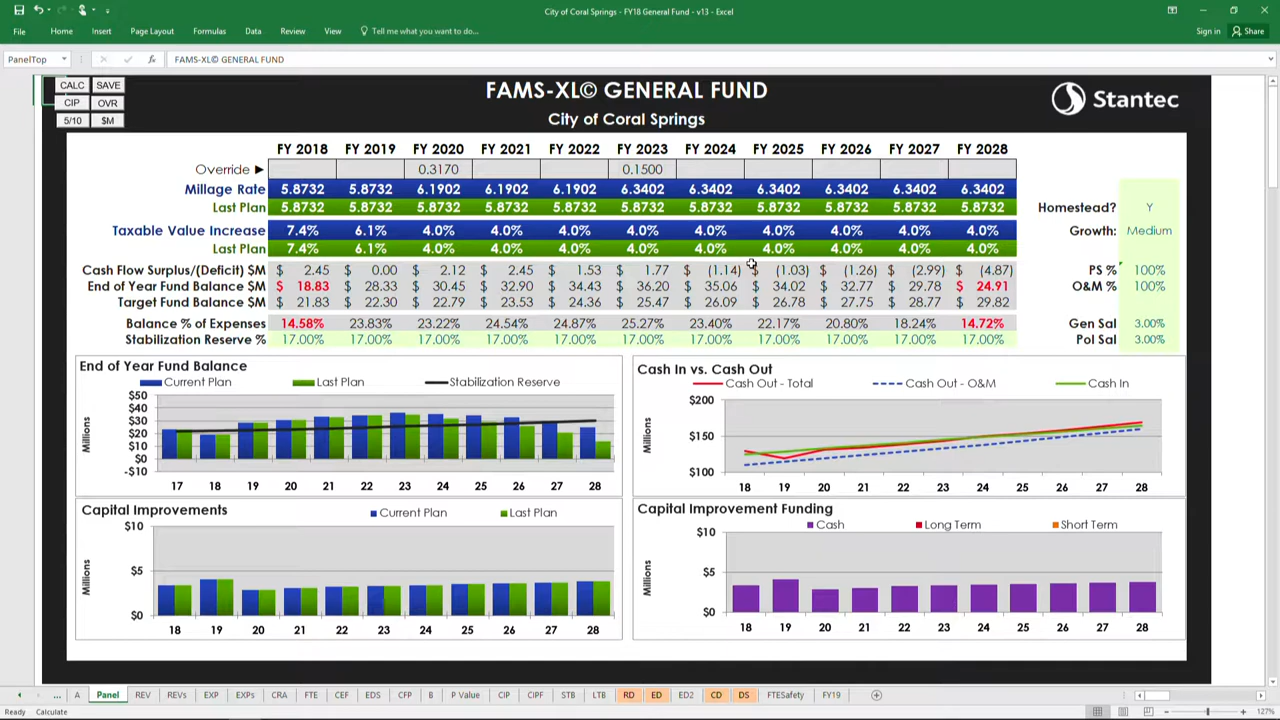 City of Coral Springs - FY18 General Fund - v13 - Excel
File Home Insert Page Layout Formulas Data Review View Tell me what you want to do... Sign in Share
PanelTop fx FAMS-XL© GENERAL FUND
CALC SAVE
CIP OVR
5/10 $M
FAMS-XL© GENERAL FUND
City of Coral Springs
Stantec
FY 2018 FY 2019 FY 2020 FY 2021 FY 2022 FY 2023 FY 2024 FY 2025 FY 2026 FY 2027 FY 2028
Override ► 0.3170 0.1500
Millage Rate 5.8732 5.8732 6.1902 6.1902 6.1902 6.3402 6.3402 6.3402 6.3402 6.3402 6.3402
Last Plan 5.8732 5.8732 5.8732 5.8732 5.8732 5.8732 5.8732 5.8732 5.8732 5.8732 5.8732 Homestead? Y
Taxable Value Increase 7.4% 6.1% 4.0% 4.0% 4.0% 4.0% 4.0% 4.0% 4.0% 4.0% 4.0% Growth: Medium
Last Plan 7.4% 6.1% 4.0% 4.0% 4.0% 4.0% 4.0% 4.0% 4.0% 4.0% 4.0%
Cash Flow Surplus/(Deficit) $M $ 2.45 $ 0.00 $ 2.12 $ 2.45 $ 1.53 $ 1.77 $ (1.14) $ (1.03) $ (1.26) $ (2.99) $ (4.87) PS % 100%
End of Year Fund Balance $M $ 18.83 $ 28.33 $ 30.45 $ 32.90 $ 34.43 $ 36.20 $ 35.06 $ 34.02 $ 32.77 $ 29.78 $ 24.91 O&M % 100%
Target Fund Balance $M $ 21.83 $ 22.30 $ 22.79 $ 23.53 $ 24.36 $ 25.47 $ 26.09 $ 26.78 $ 27.75 $ 28.77 $ 29.82
Balance % of Expenses 14.58% 23.83% 23.22% 24.54% 24.87% 25.27% 23.40% 22.17% 20.80% 18.24% 14.72% Gen Sal 3.00%
Stabilization Reserve % 17.00% 17.00% 17.00% 17.00% 17.00% 17.00% 17.00% 17.00% 17.00% 17.00% 17.00% Pol Sal 3.00%
End of Year Fund Balance
Current Plan Last Plan Stabilization Reserve
Millions
$50
$40
$30
$20
$10
$0
-$10
17 18 19 20 21 22 23 24 25 26 27 28
Cash In vs. Cash Out
Cash Out - Total Cash Out - O&M Cash In
Millions
$200
$150
$100
18 19 20 21 22 23 24 25 26 27 28
Capital Improvements
Current Plan Last Plan
Millions
$10
$5
$0
18 19 20 21 22 23 24 25 26 27 28
Capital Improvement Funding
Cash Long Term Short Term
Millions
$10
$5
$0
18 19 20 21 22 23 24 25 26 27 28
... A Panel REV REVs EXP EXPs CRA FTE CEF EDS CFP B P Value CIP CIPF STB LTB RD ED ED2 CD DS FTESafety FY19
Ready Calculate 127%